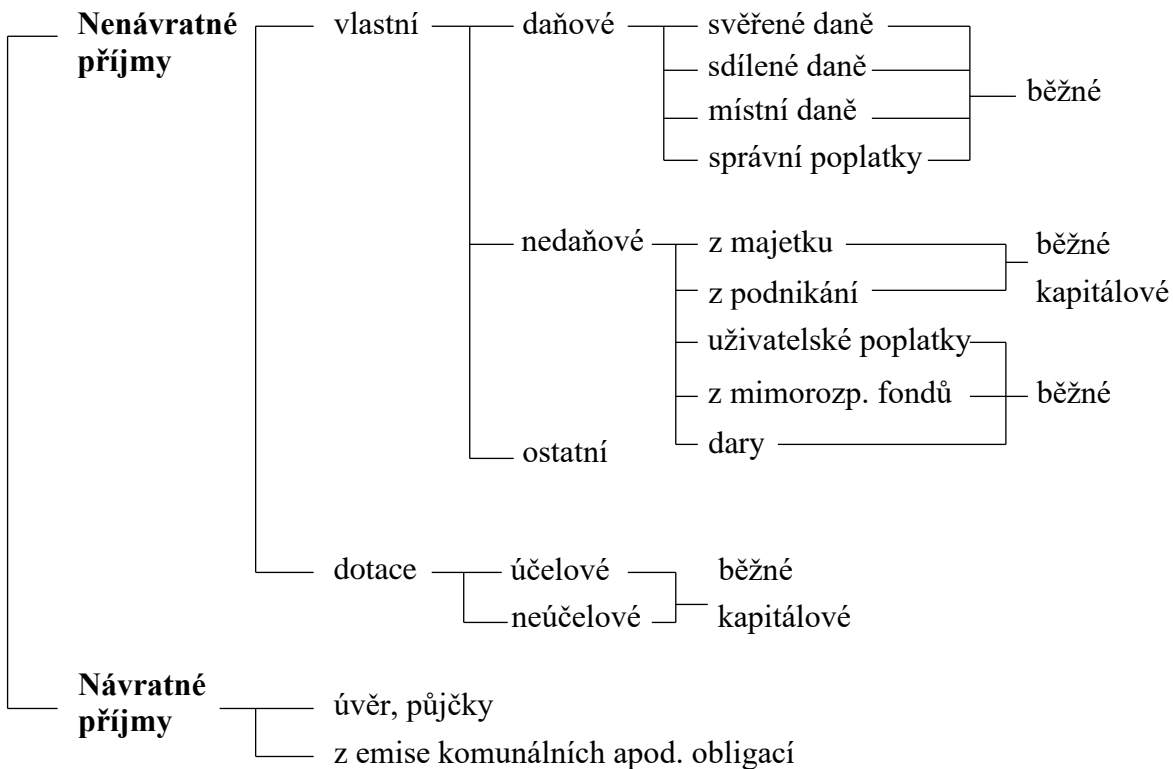 Nenávratné vlastní daňové svěřené daně
příjmy
sdílené daně
běžné
místní daně
správní poplatky
nedaňové z majetku běžné
z podnikání kapitálové
uživatelské poplatky
z mimorozp. fondů běžné
dary
ostatní
dotace účelové běžné
neúčelové kapitálové
Návratné
příjmy úvěr, půjčky
z emise komunálních apod. obligací